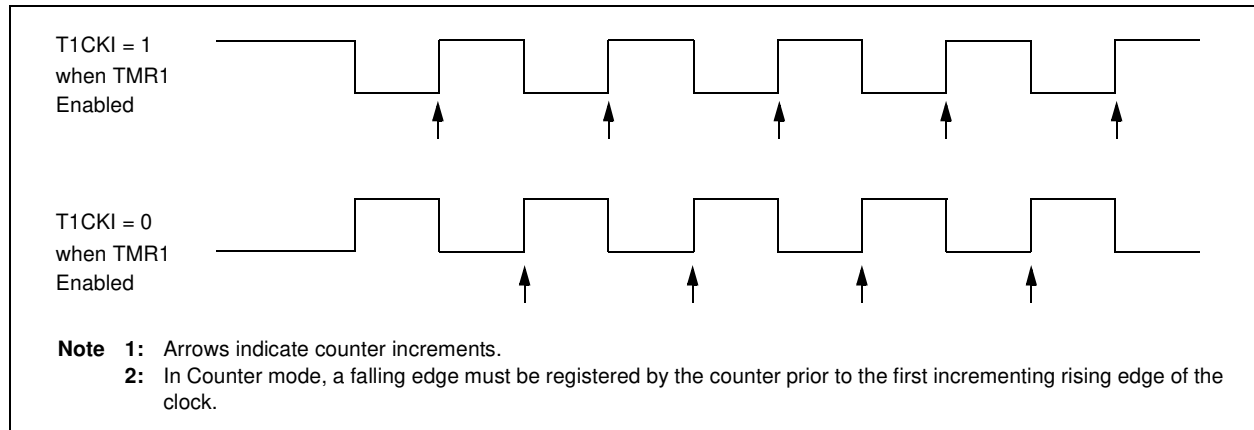 T1CKI = 1
when TMR1
Enabled
T1CKI = 0
when TMR1
Enabled
Note 1: Arrows indicate counter increments.
2: In Counter mode, a falling edge must be registered by the counter prior to the first incrementing rising edge of the
clock.